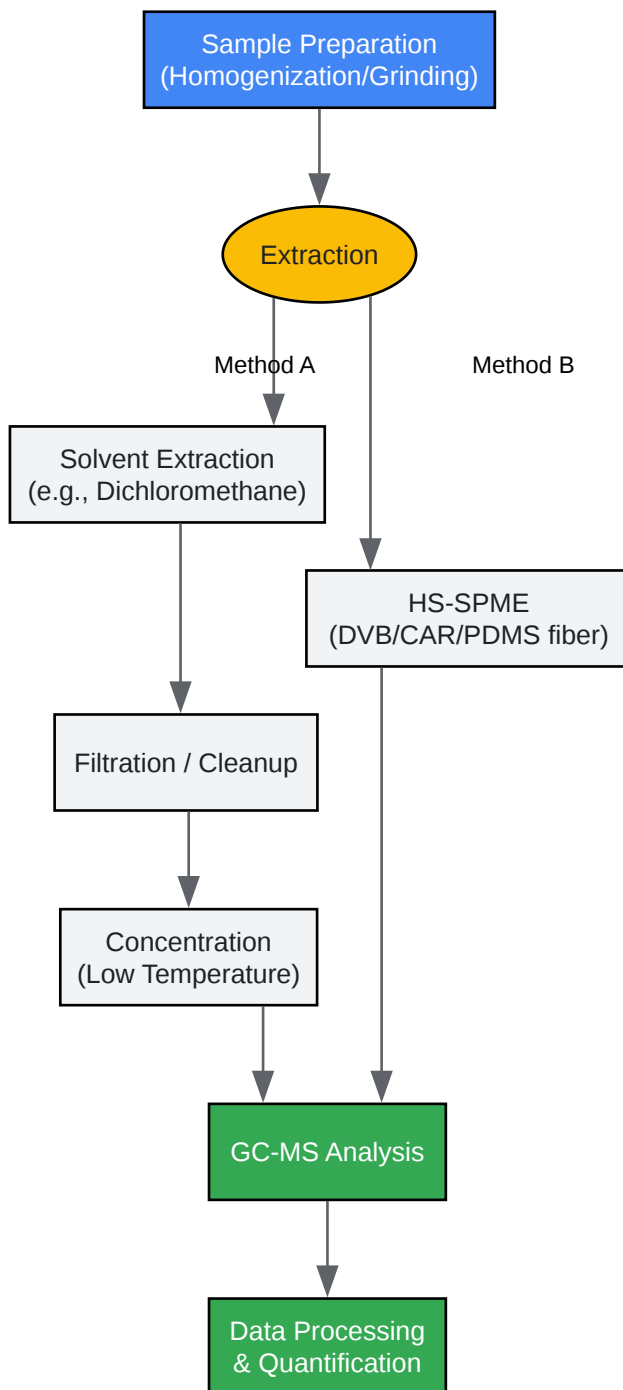 Sample Preparation
(Homogenization/Grinding)
Extraction
Method A
Method B
Solvent Extraction
(e.g., Dichloromethane)
HS-SPME
(DVB/CAR/PDMS fiber)
Filtration / Cleanup
Concentration
(Low Temperature)
GC-MS Analysis
Data Processing
& Quantification